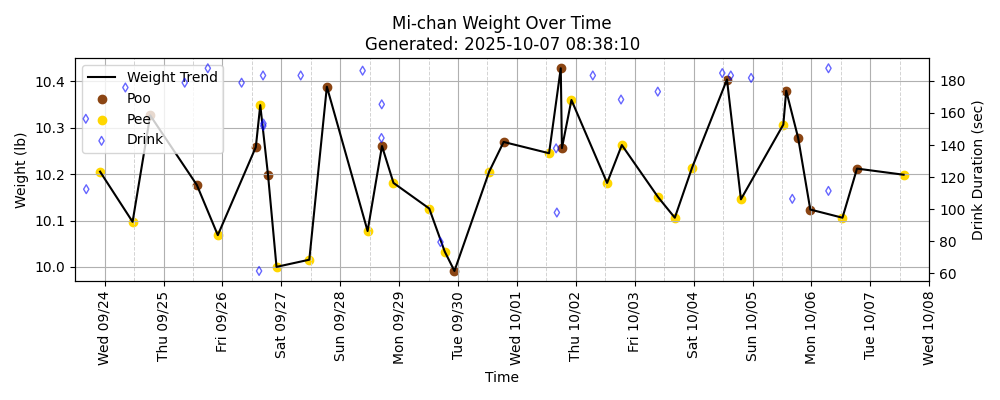 Mi-chan Weight Over Time
Generated: 2025-10-07 08:38:10
Weight (lb)
10.4
10.3
10.2
10.1
10.0
Weight Trend
Poo
Pee
Drink
180
160
140
120
100
80
60
Drink Duration (sec)
Wed 09/24
Thu 09/25
Fri 09/26
Sat 09/27
Sun 09/28
Mon 09/29
Tue 09/30
Wed 10/01
Thu 10/02
Fri 10/03
Sat 10/04
Sun 10/05
Mon 10/06
Tue 10/07
Wed 10/08
Time